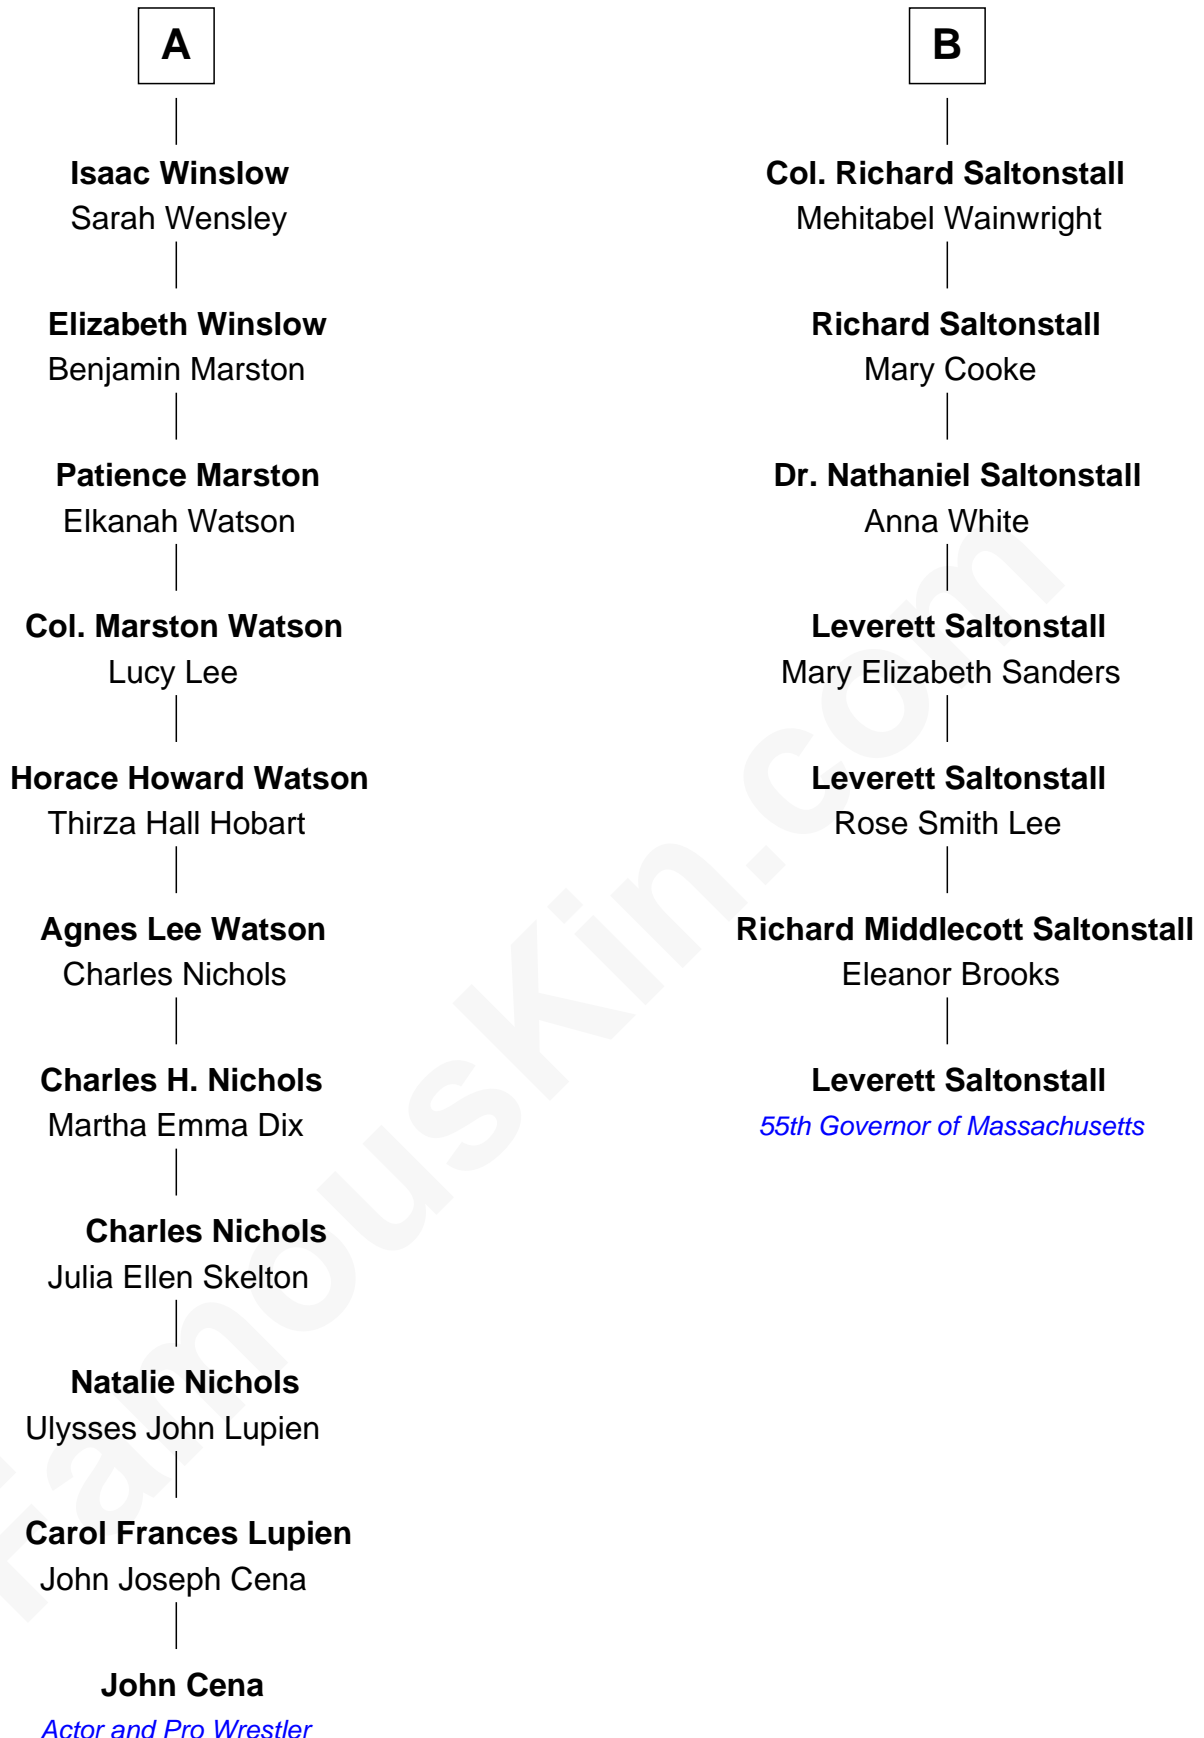 A
Isaac Winslow
Sarah Wensley
Elizabeth Winslow
Benjamin Marston
Patience Marston
Elkanah Watson
Col. Marston Watson
Lucy Lee
Horace Howard Watson
Thirza Hall Hobart
Agnes Lee Watson
Charles Nichols
Charles H. Nichols
Martha Emma Dix
Charles Nichols
Julia Ellen Skelton
Natalie Nichols
Ulysses John Lupien
Carol Frances Lupien
John Joseph Cena
John Cena
Actor and Pro Wrestler
B
Col. Richard Saltonstall
Mehitabel Wainwright
Richard Saltonstall
Mary Cooke
Dr. Nathaniel Saltonstall
Anna White
Leverett Saltonstall
Mary Elizabeth Sanders
Leverett Saltonstall
Rose Smith Lee
Richard Middlecott Saltonstall
Eleanor Brooks
Leverett Saltonstall
55th Governor of Massachusetts
FamousKin.com